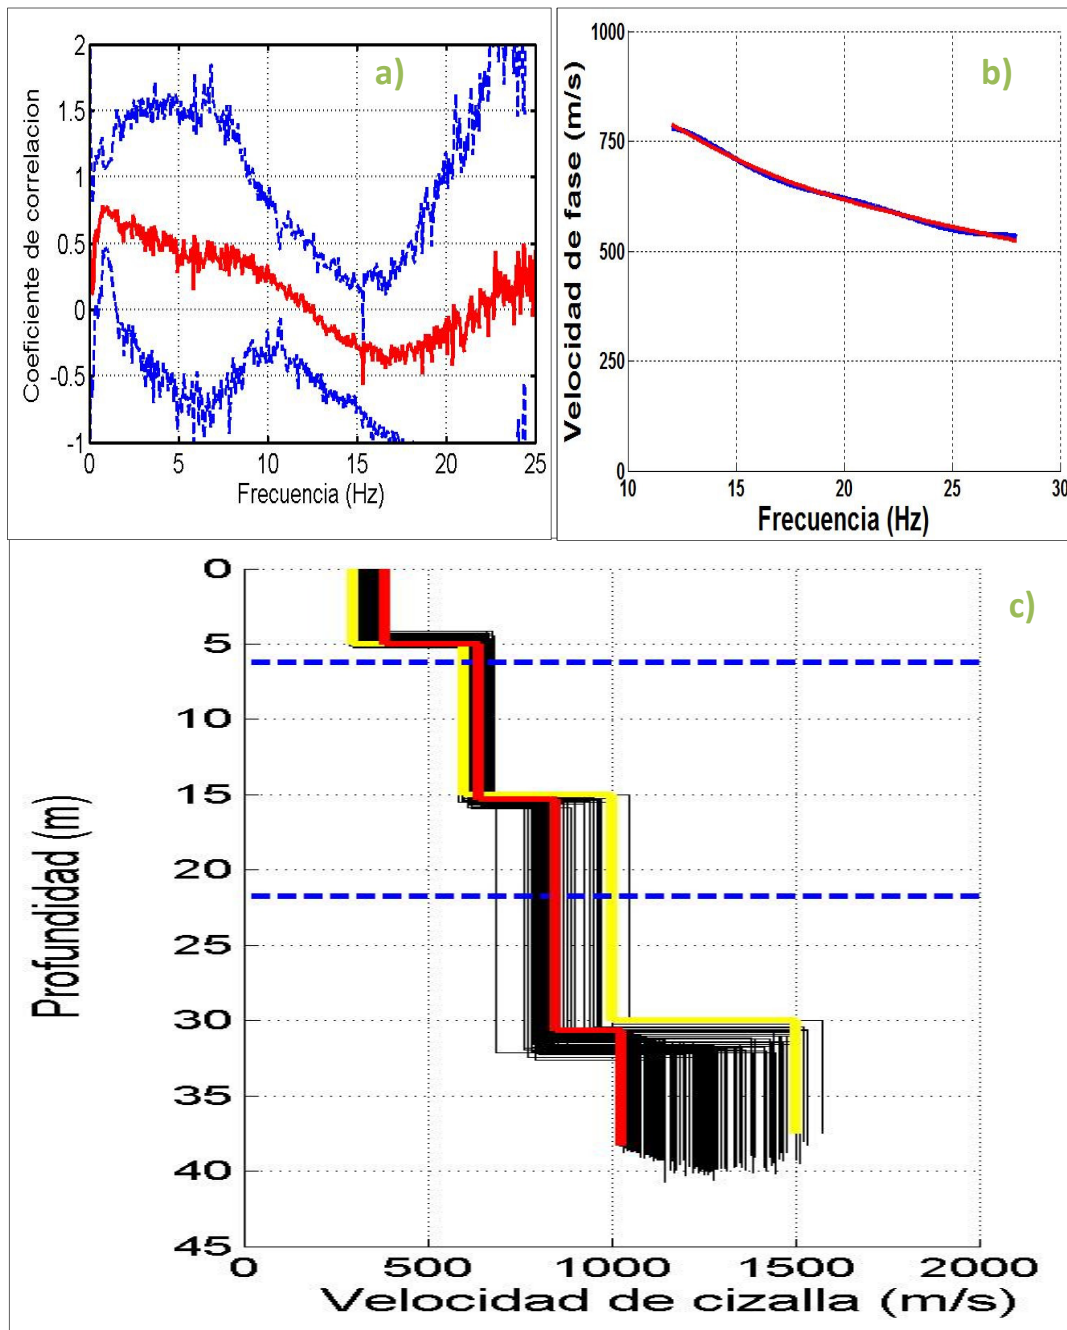 a)
2
1.5
1
0.5
0
-0.5
-1
Coeficiente de correlacion
0 5 10 15 20 25
Frecuencia (Hz)
b)
1000
750
500
250
0
Velocidad de fase (m/s)
10 15 20 25 30
Frecuencia (Hz)
c)
0
5
10
15
20
25
30
35
40
45
Profundidad (m)
0 500 1000 1500 2000
Velocidad de cizalla (m/s)